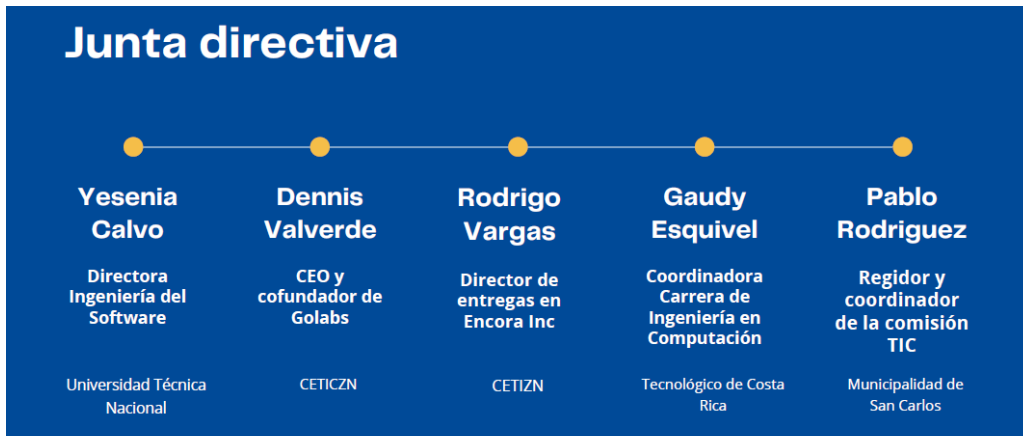 Junta directiva
Yesenia
Calvo
Directora
Ingeniería del
Software
Universidad Técnica
Nacional
Dennis
Valverde
CEO y
cofundador de
Golabs
CETICZN
Rodrigo
Vargas
Director de
entregas en
Encora Inc
CETIZN
Gaudy
Esquivel
Coordinadora
Carrera de
Ingeniería en
Computación
Tecnológico de Costa
Rica
Pablo
Rodriguez
Regidor y
coordinador
de la comisión
TIC
Municipalidad de
San Carlos